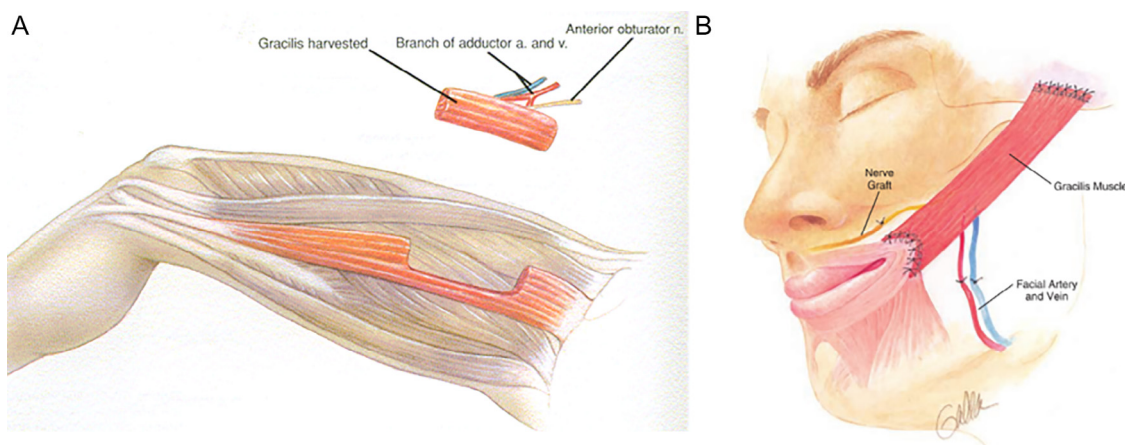 A
Gracilis harvested
Branch of adductor a. and v.
Anterior obturator n.
B
Nerve
Graft
Gracilis Muscle
Facial Artery
and Vein